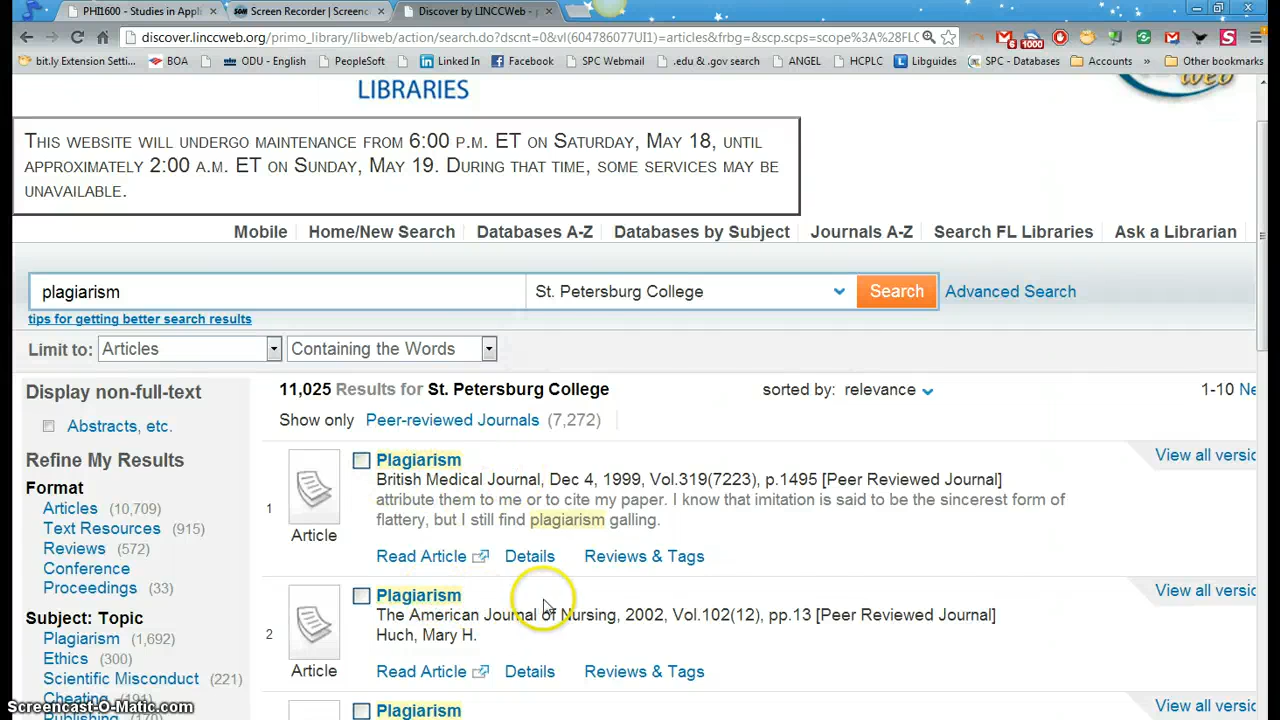 PHI1600 - Studies in Appl
Screen Recorder | Screenc
Discover by LINCCWeb - p
discover.linccweb.org/primo_library/libweb/action/search.do?dscnt=0&vl(604786077UI1)=articles&frbg=&scp.scps=scope%3A%28FLC
6
1000
bit.ly Extension Setti...
BOA
ODU - English
PeopleSoft
Linked In
Facebook
SPC Webmail
.edu & .gov search
ANGEL
HCPLC
Libguides
SPC - Databases
Accounts
»
Other bookmarks
LIBRARIES
web
THIS WEBSITE WILL UNDERGO MAINTENANCE FROM 6:00 P.M. ET ON SATURDAY, MAY 18, UNTIL
APPROXIMATELY 2:00 A.M. ET ON SUNDAY, MAY 19. DURING THAT TIME, SOME SERVICES MAY BE
UNAVAILABLE.
Mobile Home/New Search Databases A-Z Databases by Subject Journals A-Z Search FL Libraries Ask a Librarian
plagiarism St. Petersburg College Search Advanced Search
tips for getting better search results
Limit to: Articles Containing the Words
Display non-full-text
Abstracts, etc.
Refine My Results
Format
Articles (10,709)
Text Resources (915)
Reviews (572)
Conference
Proceedings (33)
Subject: Topic
Plagiarism (1,692)
Ethics (300)
Scientific Misconduct (221)
Cheating (191)
Publishing (170)
11,025 Results for St. Petersburg College sorted by: relevance 1-10 Ne
Show only Peer-reviewed Journals (7,272)
1
Article
Plagiarism
View all versio
British Medical Journal, Dec 4, 1999, Vol.319(7223), p.1495 [Peer Reviewed Journal]
attribute them to me or to cite my paper. I know that imitation is said to be the sincerest form of
flattery, but I still find plagiarism galling.
Read Article Details Reviews & Tags
2
Article
Plagiarism
View all versio
The American Journal of Nursing, 2002, Vol.102(12), pp.13 [Peer Reviewed Journal]
Huch, Mary H.
Read Article Details Reviews & Tags
Plagiarism
View all versio
Screencast-O-Matic.com